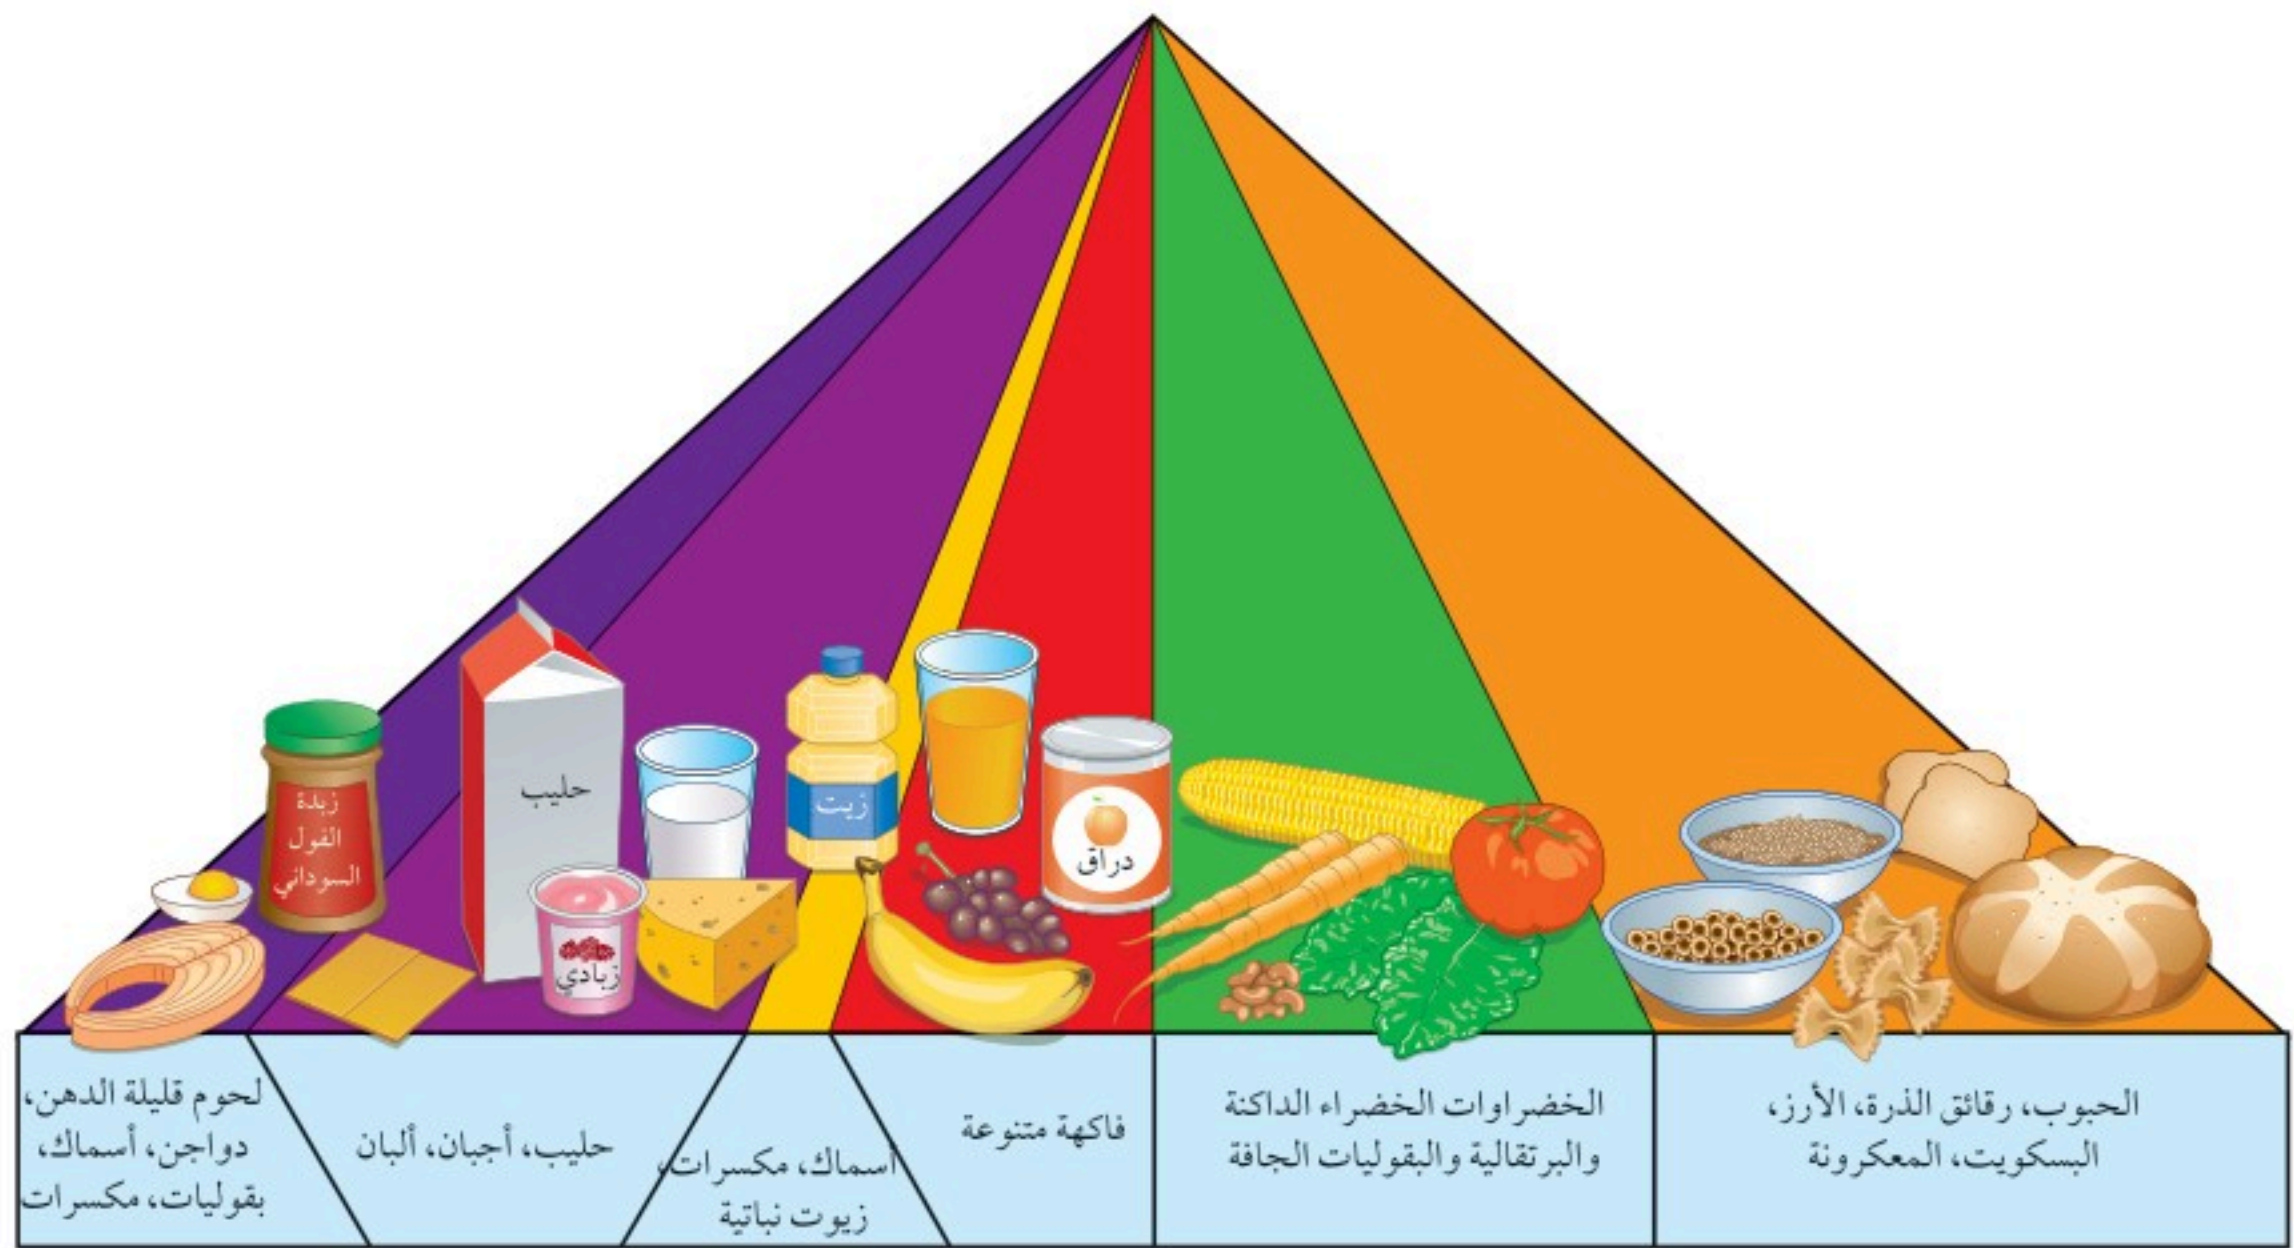 زبدة
الفول
السوداني
حليب
زبادي
زيت
دراق
الحبوب، رقائق الذرة، الأرز،
البسكويت، المعكرونة
الخضراوات الخضراء الداكنة
والبرتقالية والبقوليات الجافة
فاكهة متنوعة
أسماك، مكسرات،
زيوت نباتية
حليب، أجبان، ألبان
لحوم قليلة الدهن،
دواجن، أسماك،
بقوليات، مكسرات